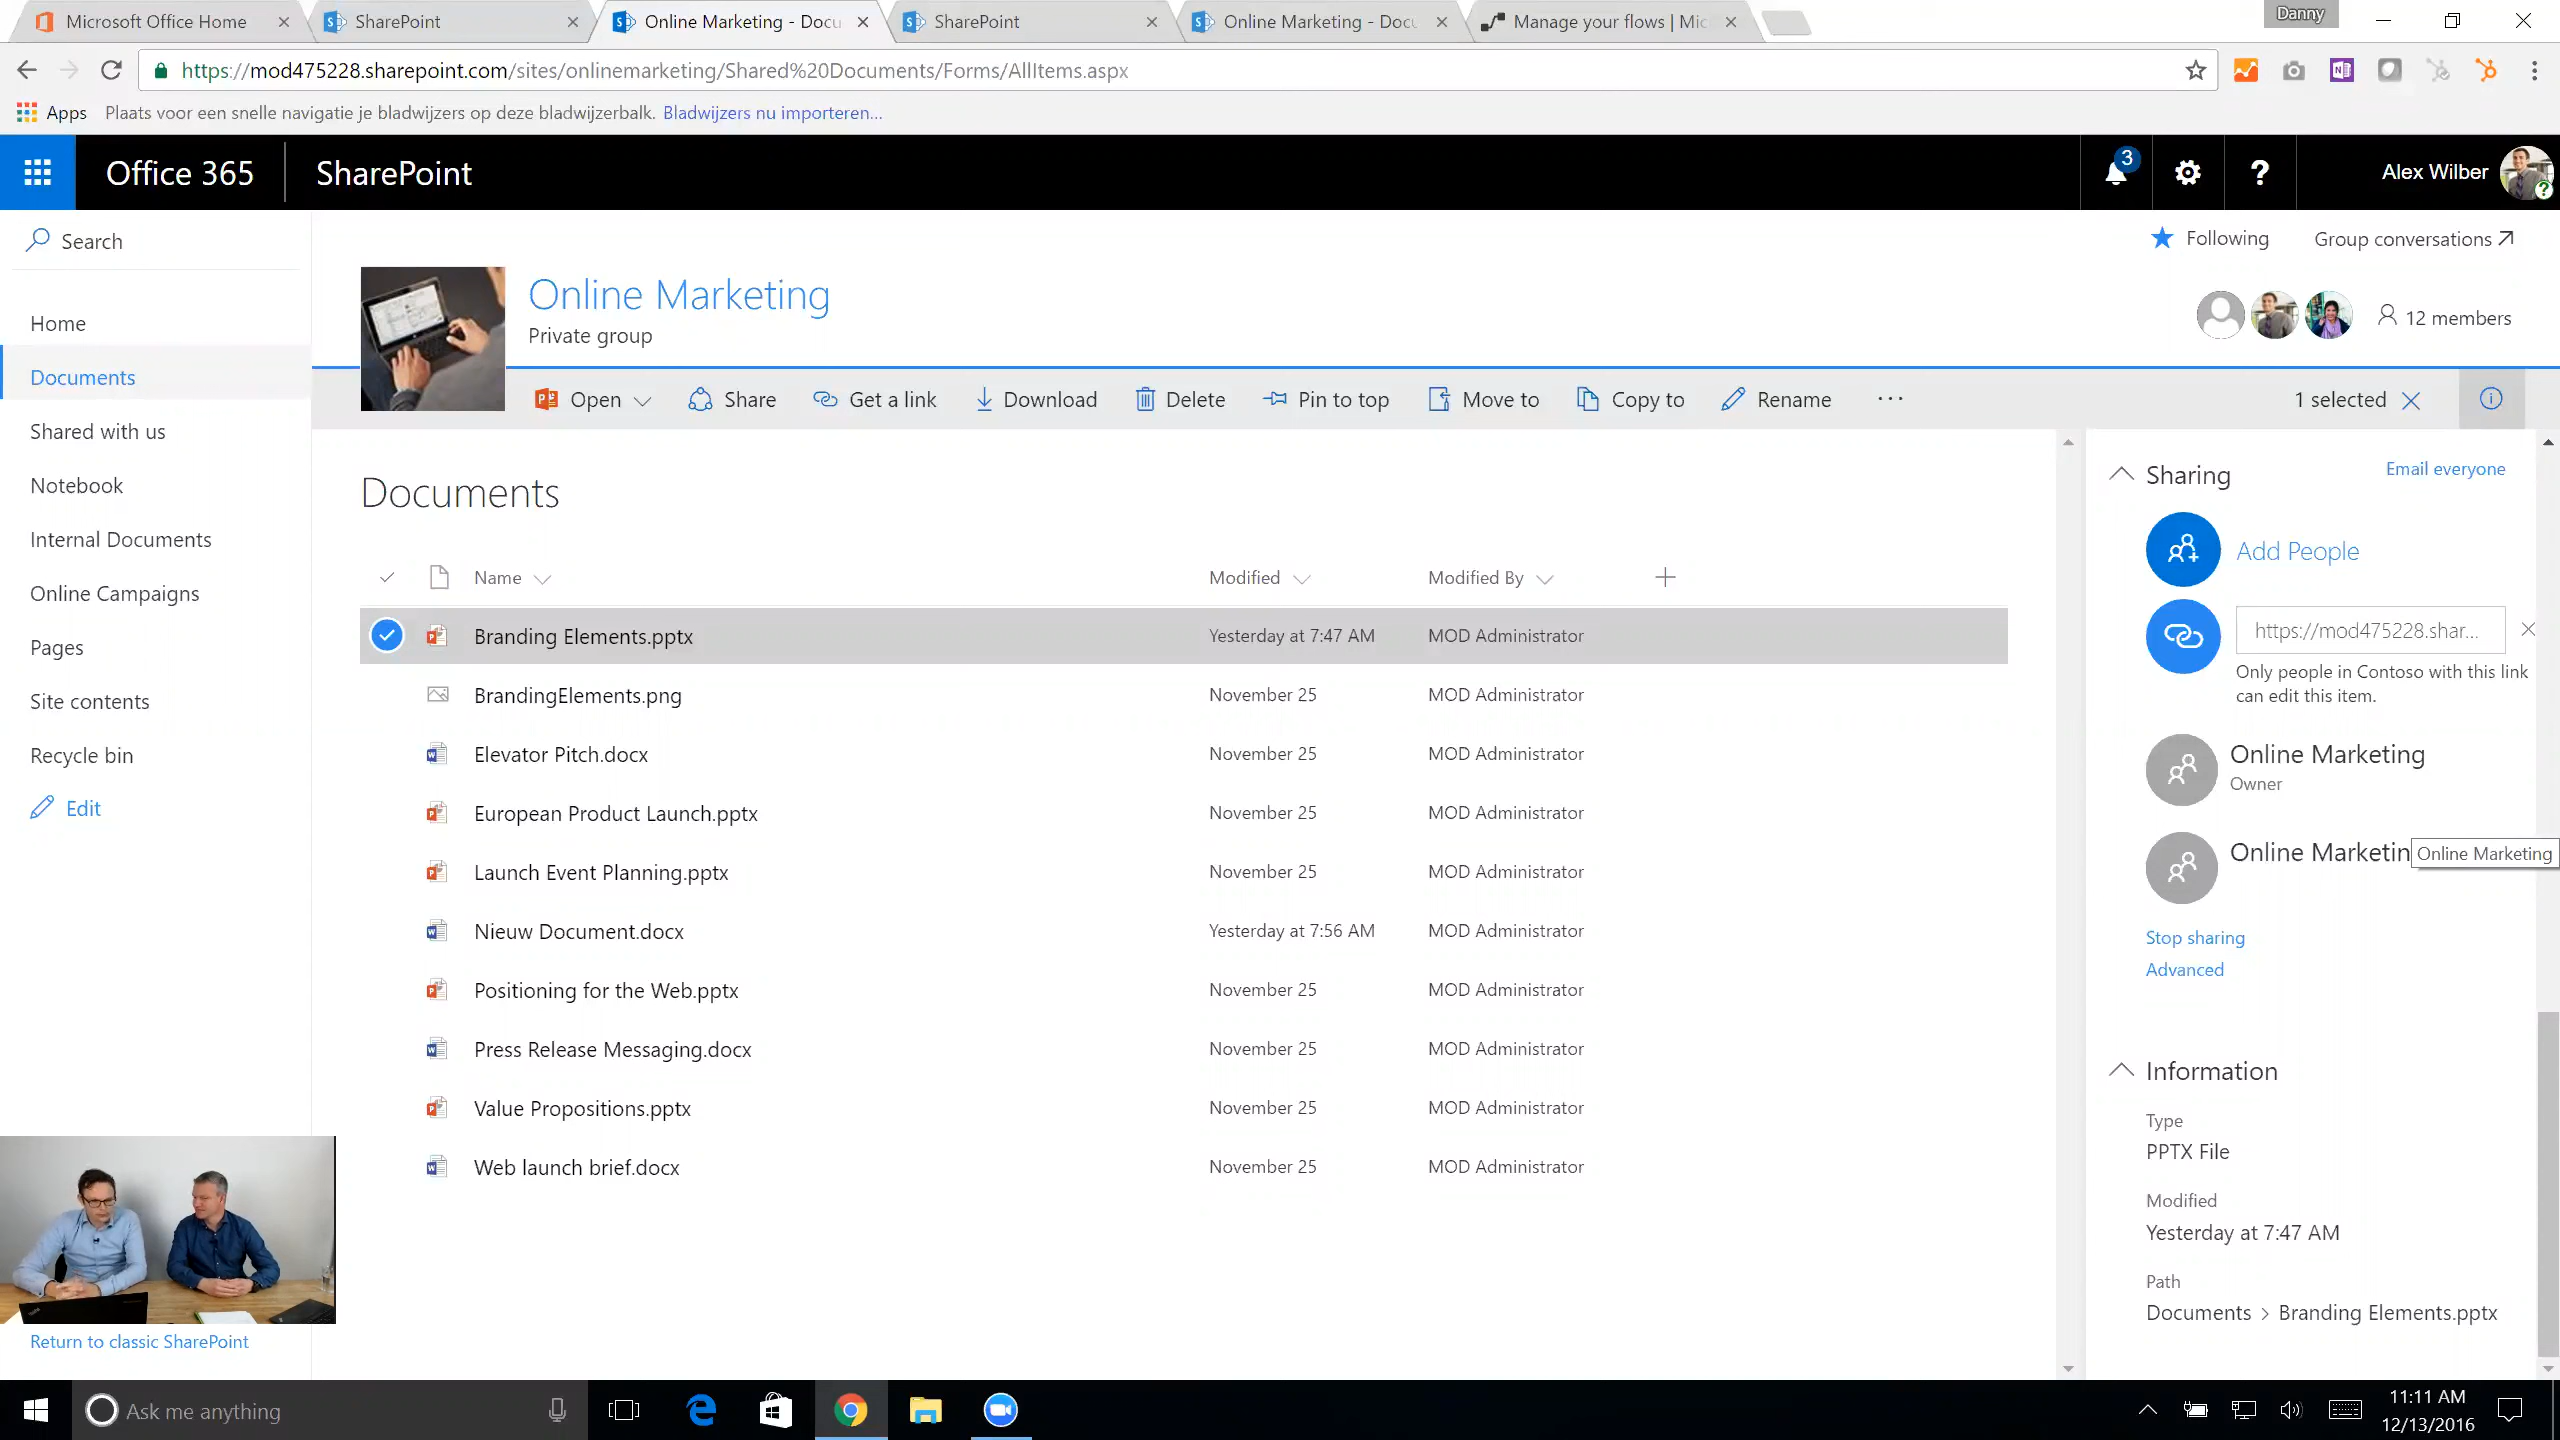 Microsoft Office Home
SharePoint
Online Marketing - Docu
SharePoint
Online Marketing - Docu
Manage your flows | Mic
Danny
https://mod475228.sharepoint.com/sites/onlinemarketing/Shared%20Documents/Forms/AllItems.aspx
Apps
Plaats voor een snelle navigatie je bladwijzers op deze bladwijzerbalk. Bladwijzers nu importeren...
Office 365
SharePoint
3
?
Alex Wilber
Search
Home
Documents
Shared with us
Notebook
Internal Documents
Online Campaigns
Pages
Site contents
Recycle bin
Edit
Return to classic SharePoint
Following
Group conversations
Online Marketing
Private group
12 members
Open
Share
Get a link
Download
Delete
Pin to top
Move to
Copy to
Rename
...
1 selected
Documents
Name Modified Modified By
Branding Elements.pptx Yesterday at 7:47 AM MOD Administrator
BrandingElements.png November 25 MOD Administrator
Elevator Pitch.docx November 25 MOD Administrator
European Product Launch.pptx November 25 MOD Administrator
Launch Event Planning.pptx November 25 MOD Administrator
Nieuw Document.docx Yesterday at 7:56 AM MOD Administrator
Positioning for the Web.pptx November 25 MOD Administrator
Press Release Messaging.docx November 25 MOD Administrator
Value Propositions.pptx November 25 MOD Administrator
Web launch brief.docx November 25 MOD Administrator
Sharing
Email everyone
Add People
https://mod475228.shar...
Only people in Contoso with this link
can edit this item.
Online Marketing
Owner
Online Marketin
Online Marketing
Stop sharing
Advanced
Information
Type
PPTX File
Modified
Yesterday at 7:47 AM
Path
Documents > Branding Elements.pptx
Ask me anything
11:11 AM
12/13/2016